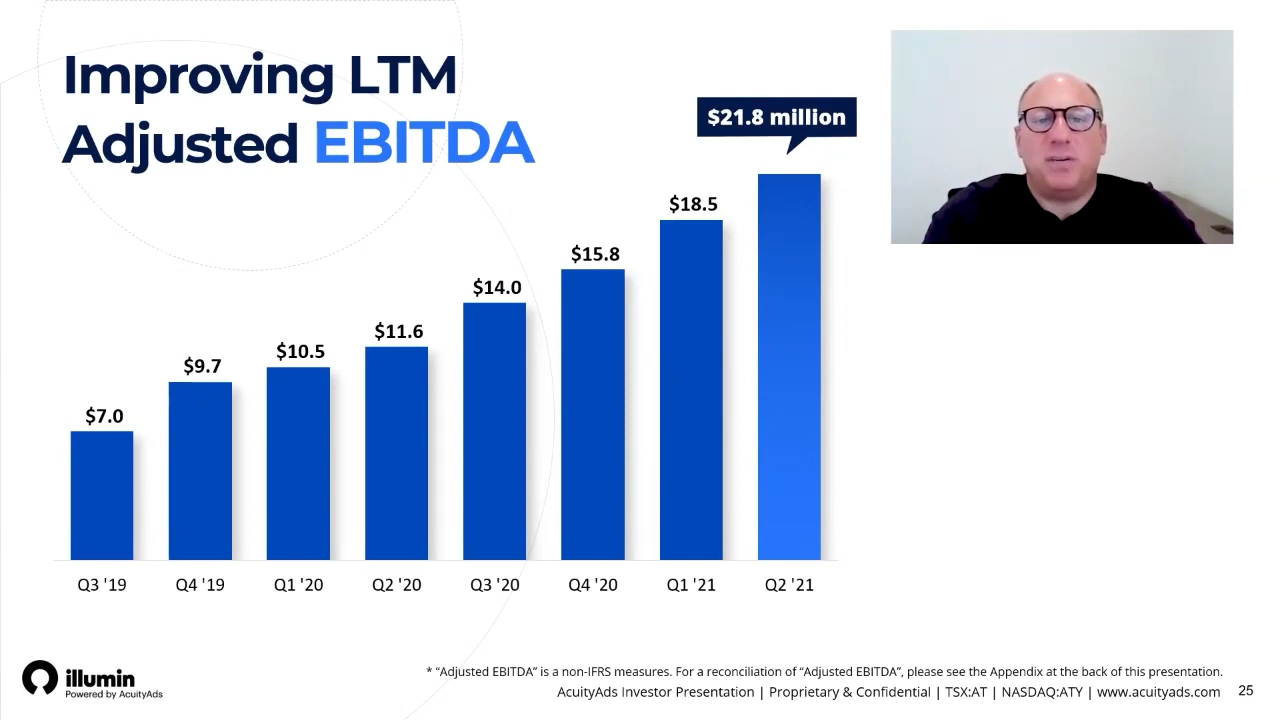 Improving LTM
Adjusted EBITDA
$21.8 million
$18.5
$15.8
$14.0
$11.6
$10.5
$9.7
$7.0
Q3 '19
Q4 '19
Q1 '20
Q2 '20
Q3 '20
Q4 '20
Q1 '21
Q2 '21
* “Adjusted EBITDA” is a non-IFRS measures. For a reconciliation of “Adjusted EBITDA”, please see the Appendix at the back of this presentation.
illumin
Powered by AcuityAds
AcuityAds Investor Presentation | Proprietary & Confidential | TSX:AT | NASDAQ:ATY | www.acuityads.com
25